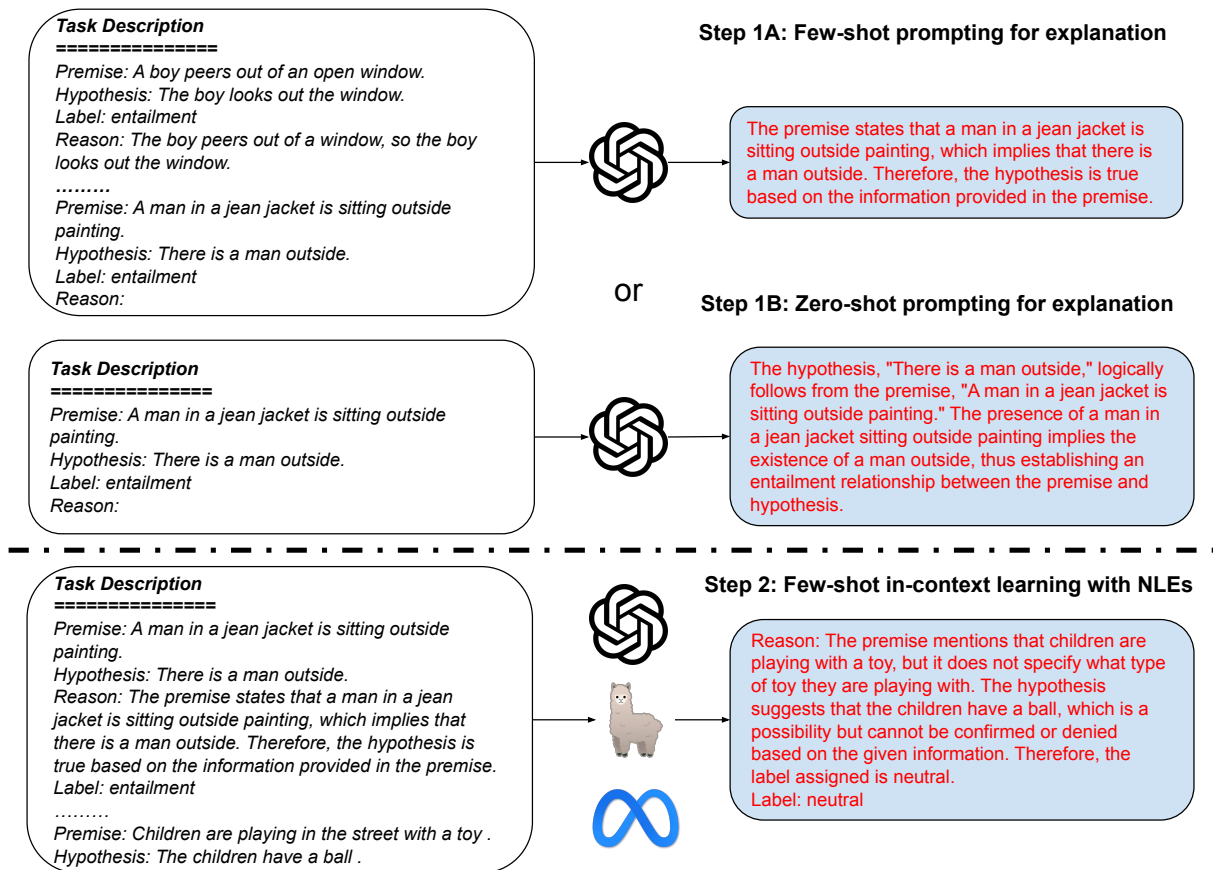 Task Description
===============
Premise: A boy peers out of an open window.
Hypothesis: The boy looks out the window.
Label: entailment
Reason: The boy peers out of a window, so the boy
looks out the window.
………
Premise: A man in a jean jacket is sitting outside
painting.
Hypothesis: There is a man outside.
Label: entailment
Reason:
Step 1A: Few-shot prompting for explanation
The premise states that a man in a jean jacket is
sitting outside painting, which implies that there is
a man outside. Therefore, the hypothesis is true
based on the information provided in the premise.
or
Step 1B: Zero-shot prompting for explanation
Task Description
===============
Premise: A man in a jean jacket is sitting outside
painting.
Hypothesis: There is a man outside.
Label: entailment
Reason:
The hypothesis, "There is a man outside," logically
follows from the premise, "A man in a jean jacket is
sitting outside painting." The presence of a man in
a jean jacket sitting outside painting implies the
existence of a man outside, thus establishing an
entailment relationship between the premise and
hypothesis.
Task Description
===============
Premise: A man in a jean jacket is sitting outside
painting.
Hypothesis: There is a man outside.
Reason: The premise states that a man in a jean
jacket is sitting outside painting, which implies that
there is a man outside. Therefore, the hypothesis is
true based on the information provided in the premise.
Label: entailment
………
Premise: Children are playing in the street with a toy .
Hypothesis: The children have a ball .
Step 2: Few-shot in-context learning with NLEs
Reason: The premise mentions that children are
playing with a toy, but it does not specify what type
of toy they are playing with. The hypothesis
suggests that the children have a ball, which is a
possibility but cannot be confirmed or denied
based on the given information. Therefore, the
label assigned is neutral.
Label: neutral